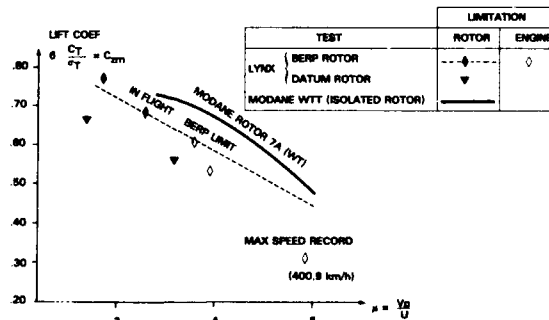 LIFT COEF
6 CT/σT = Czm
LIMITATION
TEST
ROTOR
ENGINE
LYNX
BERP ROTOR
DATUM ROTOR
MODANE WTT (ISOLATED ROTOR)
.80
.70
.60
.50
.40
.30
.20
MODANE ROTOR 7A (WT)
IN FLIGHT BERP LIMIT
MAX SPEED RECORD
(400,9 km/h)
μ =